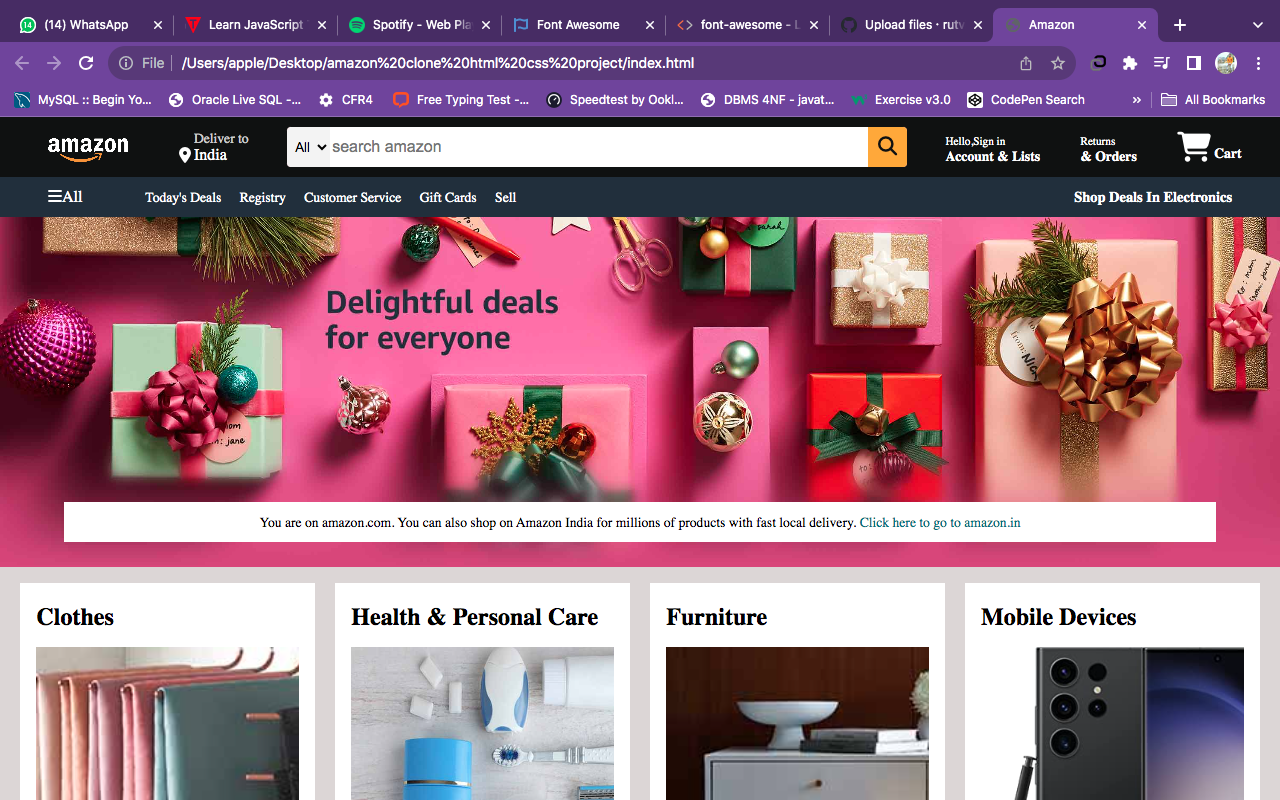 (14) WhatsApp
Learn JavaScript
Spotify - Web Pla
Font Awesome
font-awesome - L
Upload files · rutv
Amazon
File
/Users/apple/Desktop/amazon%20clone%20html%20css%20project/index.html
MySQL :: Begin Yo...
Oracle Live SQL -...
CFR4
Free Typing Test -...
Speedtest by Ookl...
DBMS 4NF - javat...
Exercise v3.0
CodePen Search
»
All Bookmarks
amazon
Deliver to
India
All
search amazon
Hello,Sign in
Account & Lists
Returns
& Orders
Cart
All
Today's Deals
Registry
Customer Service
Gift Cards
Sell
Shop Deals In Electronics
Delightful deals
for everyone
You are on amazon.com. You can also shop on Amazon India for millions of products with fast local delivery. Click here to go to amazon.in
Clothes
Health & Personal Care
Furniture
Mobile Devices